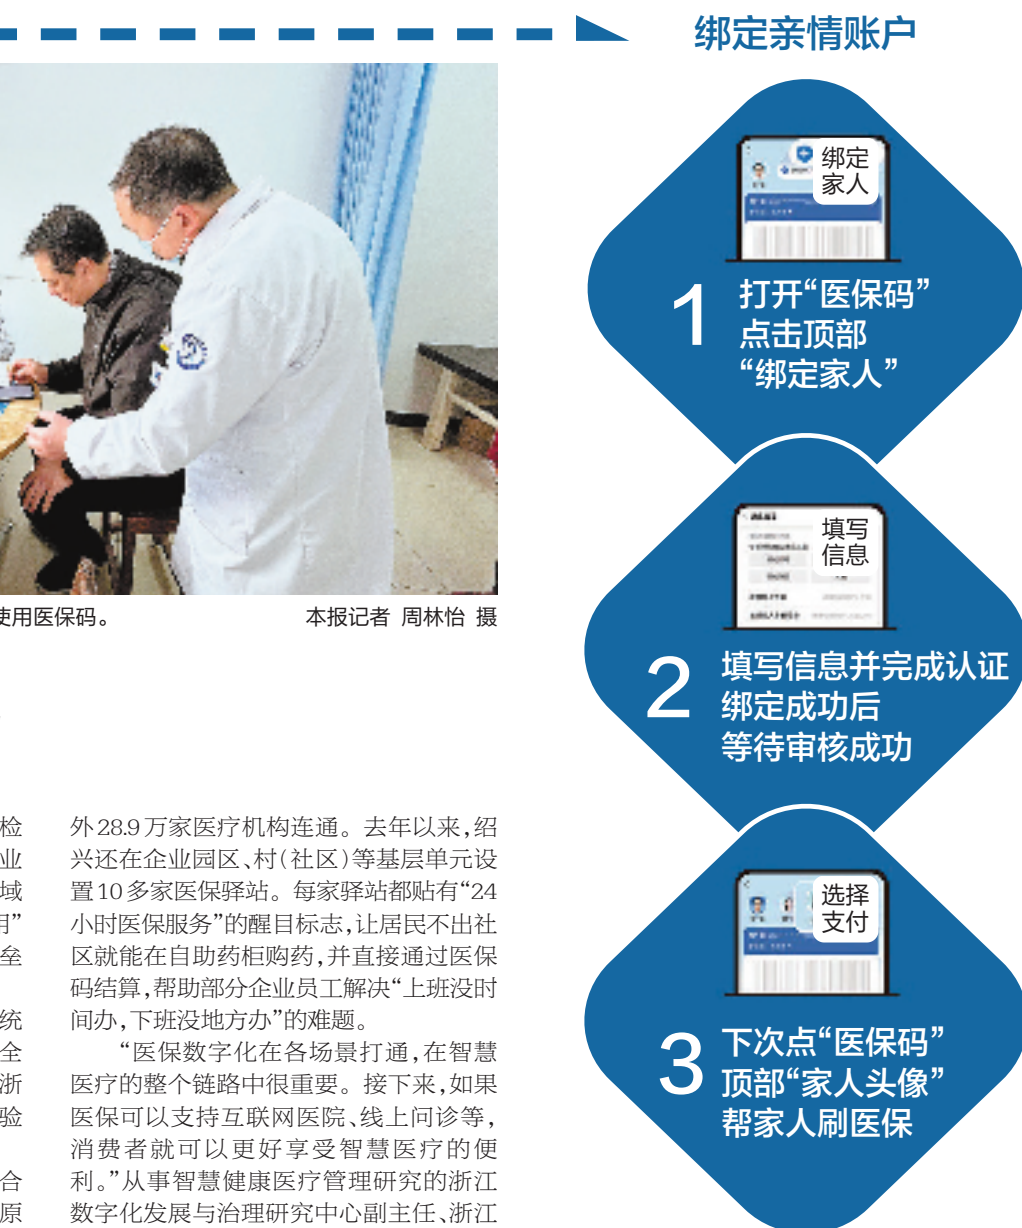 绑定亲情账户
绑定
家人
1
打开“医保码”
点击顶部
“绑定家人”
填写
信息
2
填写信息并完成认证
绑定成功后
等待审核成功
选择
支付
3
下次点“医保码”
顶部“家人头像”
帮家人刷医保
使用医保码。
本报记者 周林怡 摄
检
业
域
用”
垒
统
全
浙
验
合
原
外28.9万家医疗机构连通。去年以来,绍
兴还在企业园区、村(社区)等基层单元设
置10多家医保驿站。每家驿站都贴有“24
小时医保服务”的醒目标志,让居民不出社
区就能在自助药柜购药,并直接通过医保
码结算,帮助部分企业员工解决“上班没时
间办,下班没地方办”的难题。
“医保数字化在各场景打通,在智慧
医疗的整个链路中很重要。接下来,如果
医保可以支持互联网医院、线上问诊等,
消费者就可以更好享受智慧医疗的便
利。”从事智慧健康医疗管理研究的浙江
数字化发展与治理研究中心副主任、浙江